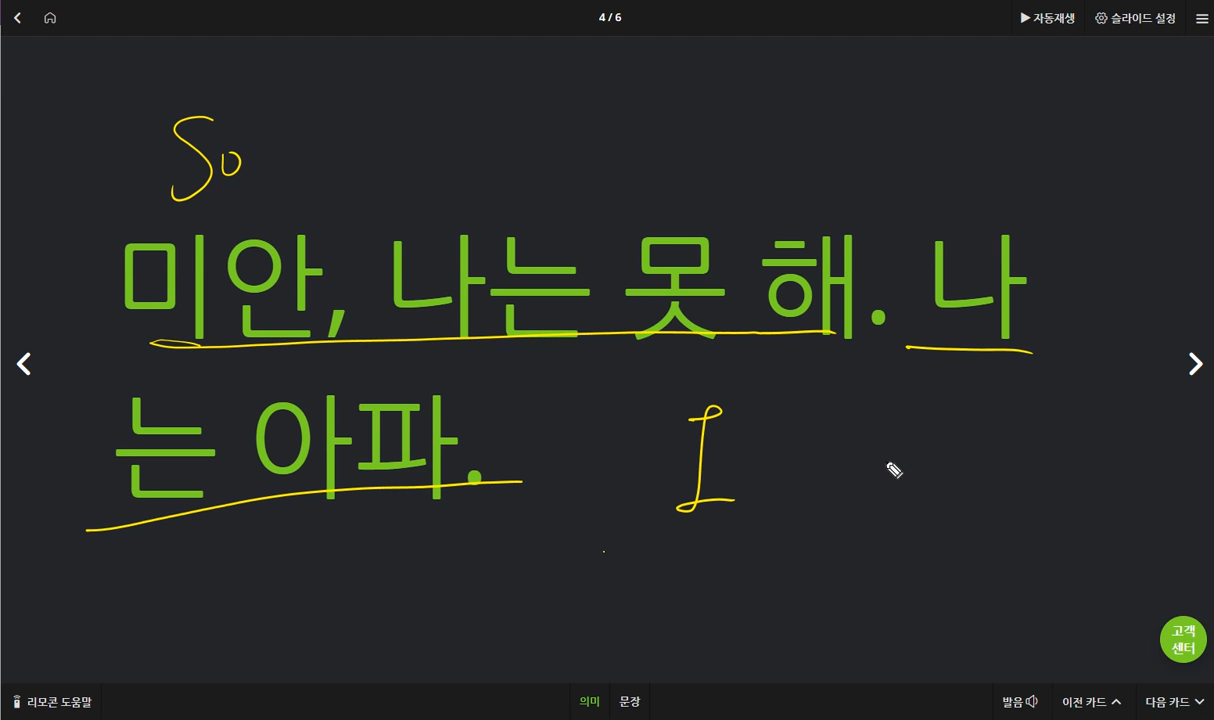 4 / 6
자동재생
슬라이드 설정
So
미안, 나는 못 해. 나
는 아파.
I
고객
센터
리모콘 도움말
의미
문장
발음
이전 카드
다음 카드